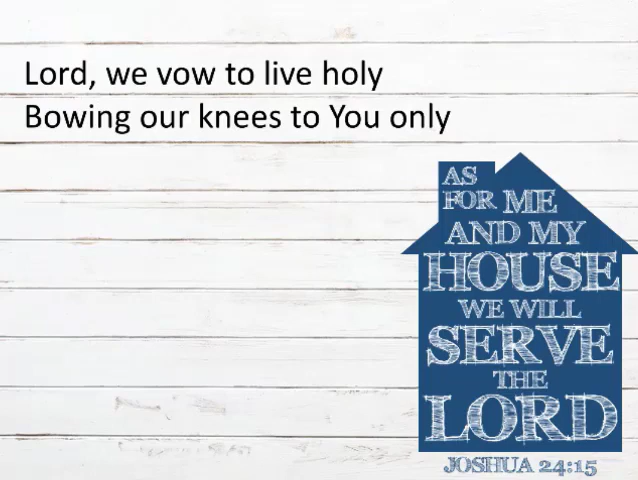 Lord, we vow to live holy
Bowing our knees to You only
AS
FOR ME
AND MY
HOUSE
WE WILL
SERVE
THE
LORD
JOSHUA 24:15